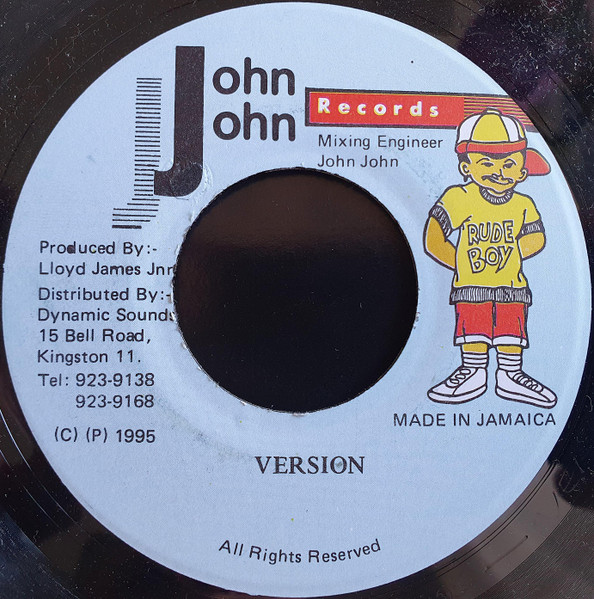 John
John
Records
Mixing Engineer
John John
RUDE
BOY
Produced By:-
Lloyd James Jnr
Distributed By:-
Dynamic Sounds
15 Bell Road,
Kingston 11.
Tel: 923-9138
923-9168
(C) (P) 1995
MADE IN JAMAICA
VERSION
All Rights Reserved